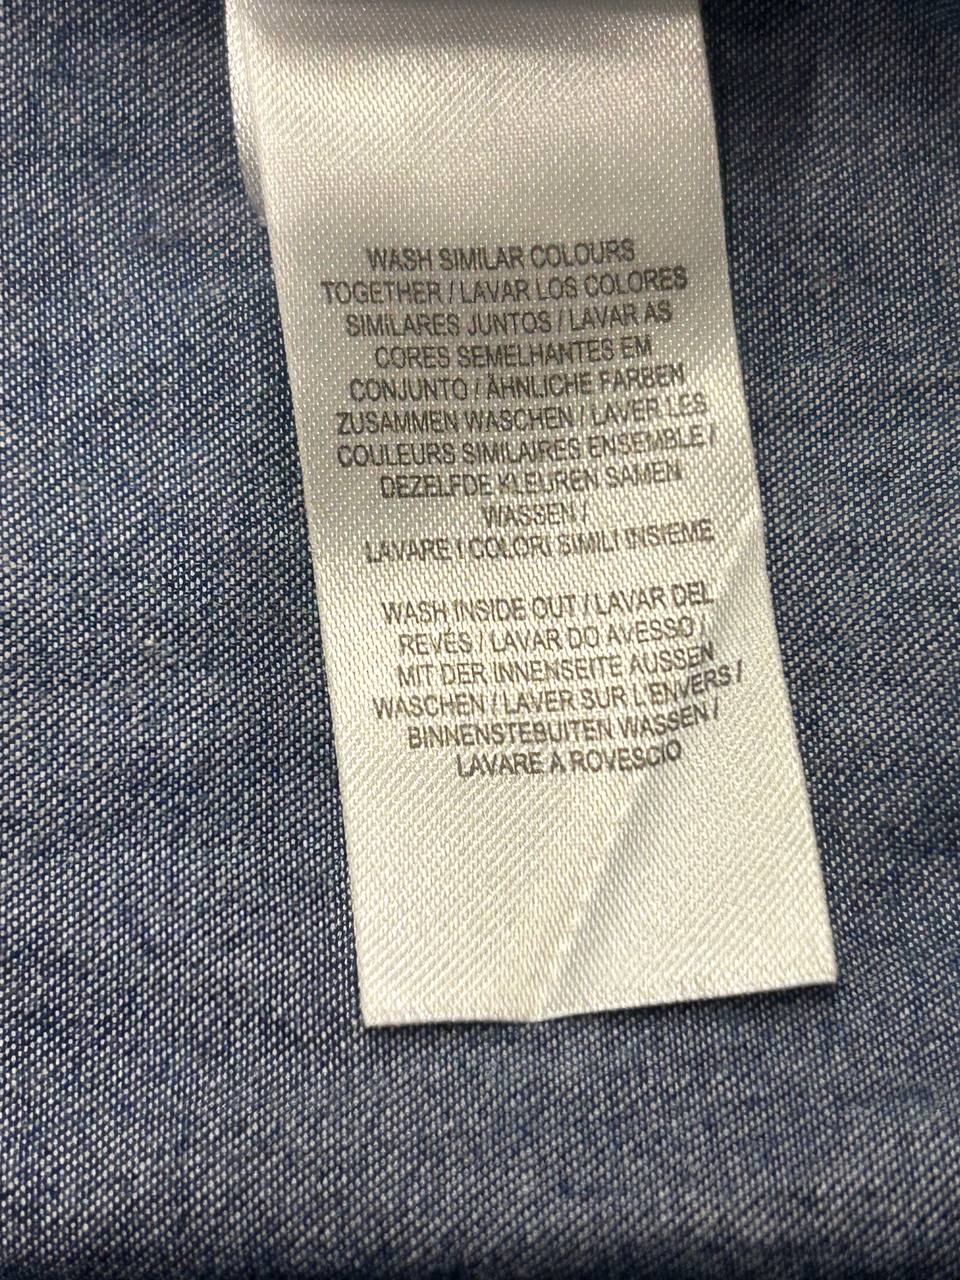 WASH SIMILAR COLOURS
TOGETHER / LAVAR LOS COLORES
SIMILARES JUNTOS / LAVAR AS
CORES SEMELHANTES EM
CONJUNTO / ÄHNLICHE FARBEN
ZUSAMMEN WASCHEN / LAVER LES
COULEURS SIMILAIRES ENSEMBLE /
DEZELFDE KLEUREN SAMEN
WASSEN /
LAVARE I COLORI SIMILI INSIEME
WASH INSIDE OUT / LAVAR DEL
REVÉS / LAVAR DO AVESSO /
MIT DER INNENSEITE AUSSEN
WASCHEN / LAVER SUR L'ENVERS /
BINNENSTEBUITEN WASSEN /
LAVARE A ROVESCIO